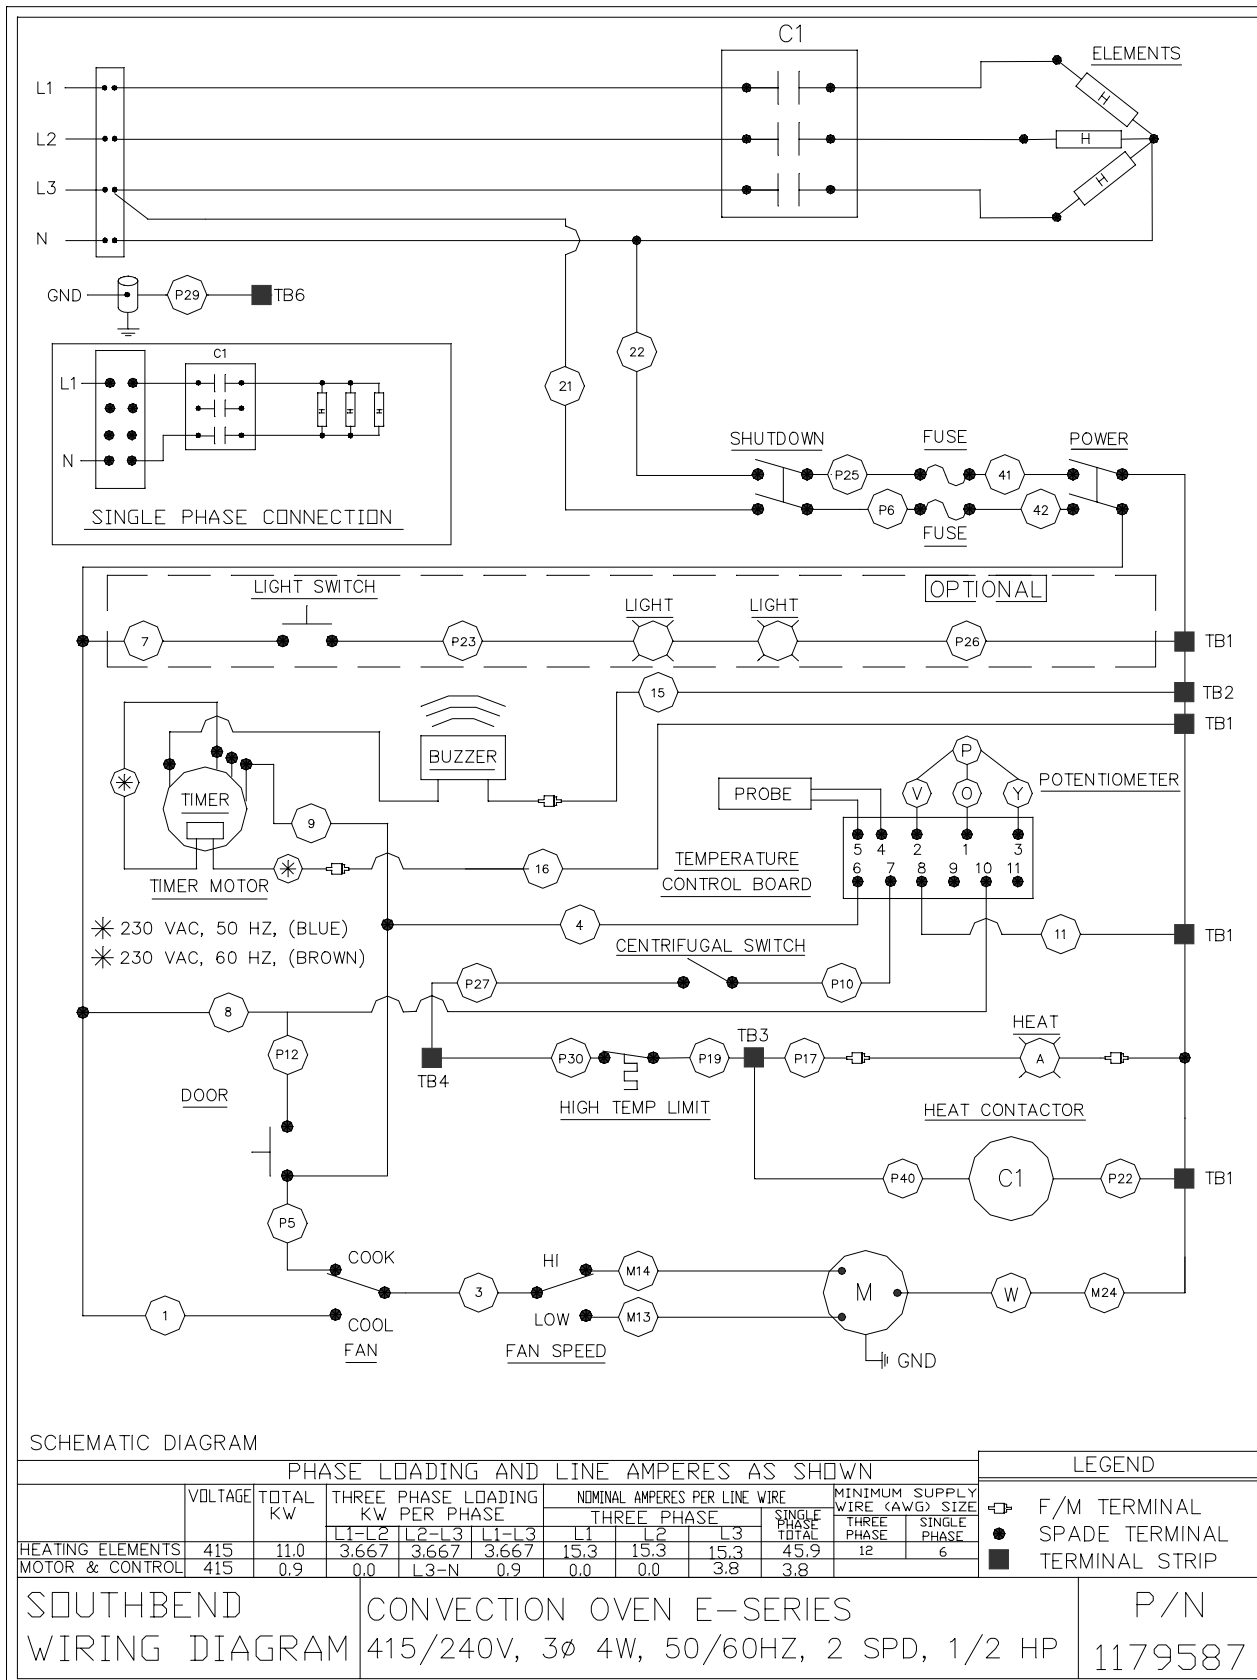 C1
ELEMENTS
L1
H
L2
H
L3
H
N
GND P29 TB6
C1
L1
H H H
N
SINGLE PHASE CONNECTION
22
21
SHUTDOWN FUSE POWER
P25 41
P6 42
FUSE
OPTIONAL
LIGHT SWITCH
LIGHT LIGHT
7 P23 P26 TB1
15 TB2
TB1
BUZZER
P
PROBE V O Y POTENTIOMETER
TIMER
9
5 4 2 1 3
TEMPERATURE
CONTROL BOARD
6 7 8 9 10 11
16
TIMER MOTOR
✳ 230 VAC, 50 HZ, (BLUE)
✳ 230 VAC, 60 HZ, (BROWN)
4 11 TB1
CENTRIFUGAL SWITCH
P27 P10
8
HEAT
P12
TB3
P30 P19 P17 A
TB4
DOOR
HIGH TEMP LIMIT
HEAT CONTACTOR
P40 C1 P22 TB1
P5
COOK HI M14
3 M W M24
1 COOL LOW M13
FAN FAN SPEED
GND
SCHEMATIC DIAGRAM
PHASE LOADING AND LINE AMPERES AS SHOWN
VOLTAGE TOTAL KW THREE PHASE LOADING KW PER PHASE NOMINAL AMPERES PER LINE WIRE MINIMUM SUPPLY WIRE (AWG) SIZE
THREE PHASE SINGLE PHASE TOTAL THREE PHASE SINGLE PHASE
L1-L2 L2-L3 L1-L3 L1 L2 L3
HEATING ELEMENTS 415 11.0 3.667 3.667 3.667 15.3 15.3 15.3 45.9 12 6
MOTOR & CONTROL 415 0.9 0.0 L3-N 0.9 0.0 0.0 3.8 3.8
LEGEND
F/M TERMINAL
SPADE TERMINAL
TERMINAL STRIP
SOUTHBEND
WIRING DIAGRAM
CONVECTION OVEN E-SERIES
415/240V, 3ø 4W, 50/60HZ, 2 SPD, 1/2 HP
P/N
1179587